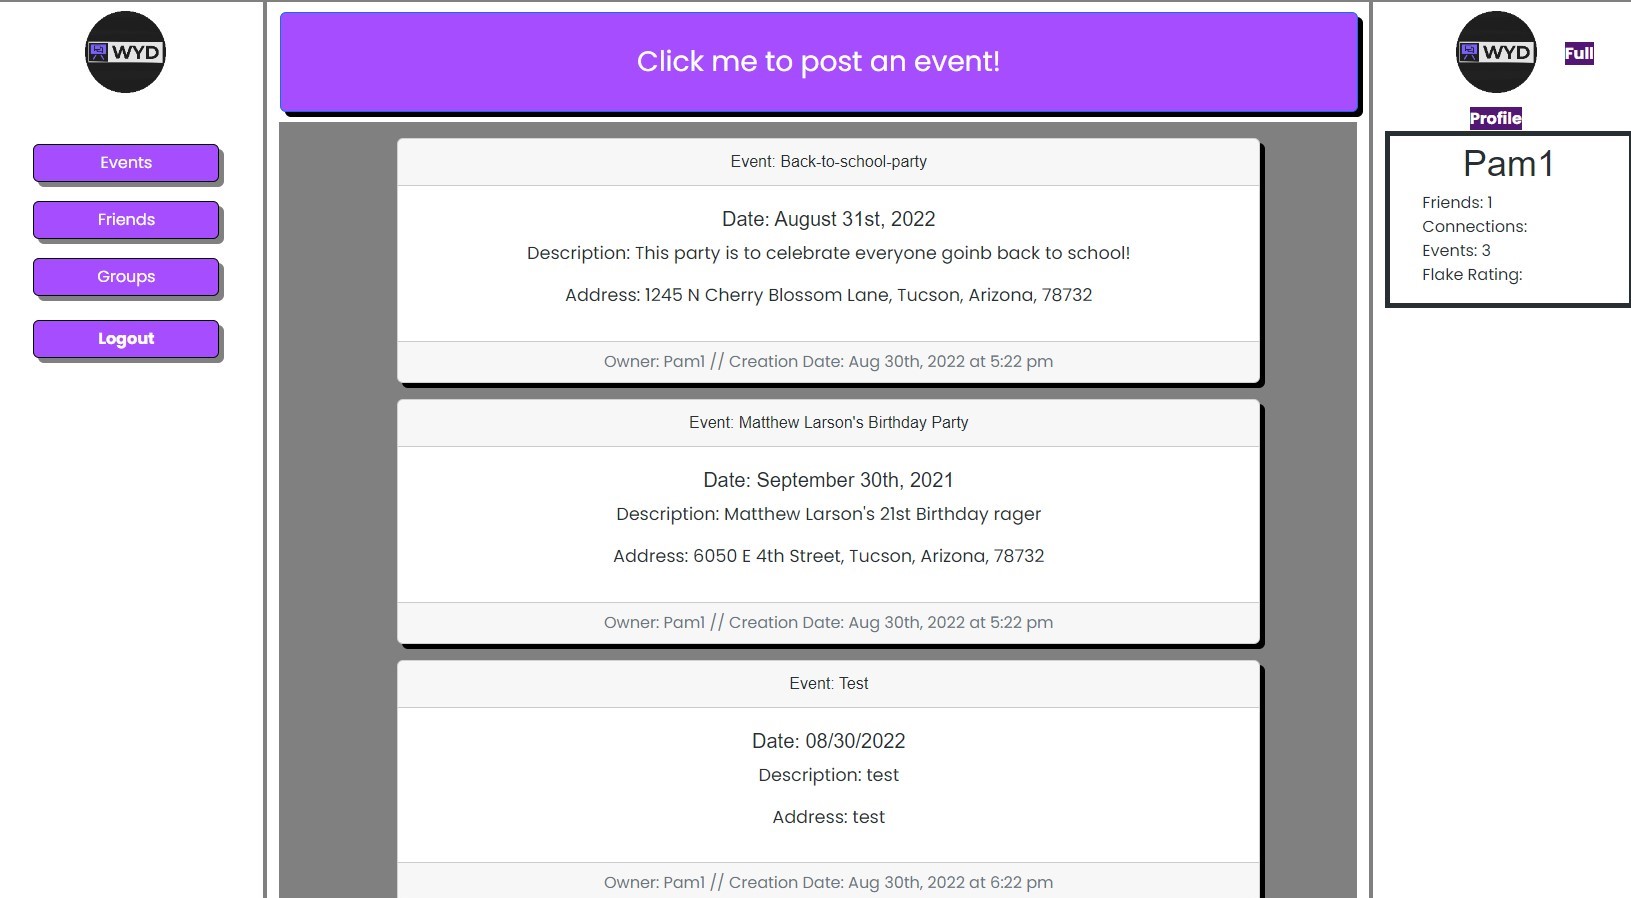 WYD
Events
Friends
Groups
Logout
Click me to post an event!
Event: Back-to-school-party
Date: August 31st, 2022
Description: This party is to celebrate everyone goinb back to school!
Address: 1245 N Cherry Blossom Lane, Tucson, Arizona, 78732
Owner: Pam1 // Creation Date: Aug 30th, 2022 at 5:22 pm
Event: Matthew Larson's Birthday Party
Date: September 30th, 2021
Description: Matthew Larson's 21st Birthday rager
Address: 6050 E 4th Street, Tucson, Arizona, 78732
Owner: Pam1 // Creation Date: Aug 30th, 2022 at 5:22 pm
Event: Test
Date: 08/30/2022
Description: test
Address: test
Owner: Pam1 // Creation Date: Aug 30th, 2022 at 6:22 pm
WYD
Full
Profile
Pam1
Friends: 1
Connections:
Events: 3
Flake Rating: